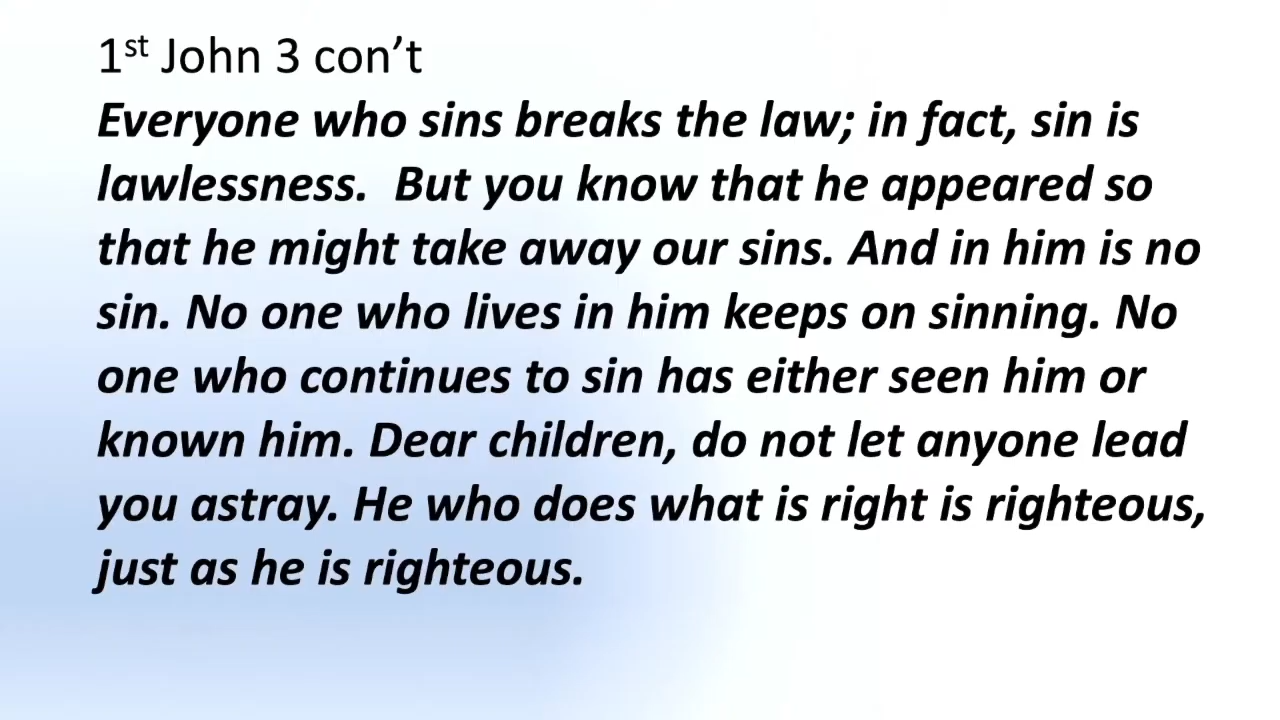 1st John 3 con’t
Everyone who sins breaks the law; in fact, sin is
lawlessness.  But you know that he appeared so
that he might take away our sins. And in him is no
sin. No one who lives in him keeps on sinning. No
one who continues to sin has either seen him or
known him. Dear children, do not let anyone lead
you astray. He who does what is right is righteous,
just as he is righteous.